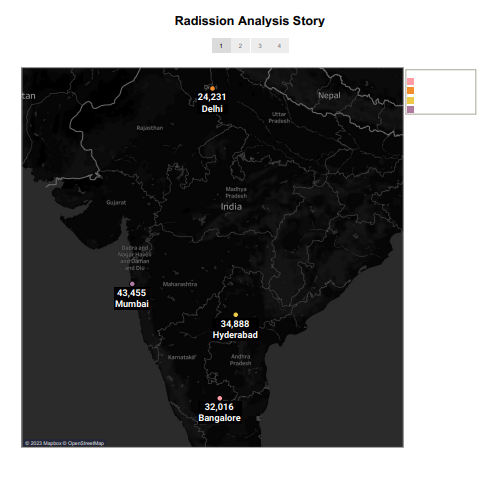 Radission Analysis Story
1 2 3 4
tan
Nepal
24,231
Delhi
Uttar
Pradesh
Rajasthan
Madhya
Pradesh
Gujarat
India
Dadra and
Nagar Haveli
and Daman
and Diu
Maharashtra
43,455
Mumbai
34,888
Hyderabad
Karnataka
Andhra
Pradesh
32,016
Bangalore
© 2023 Mapbox © OpenStreetMap